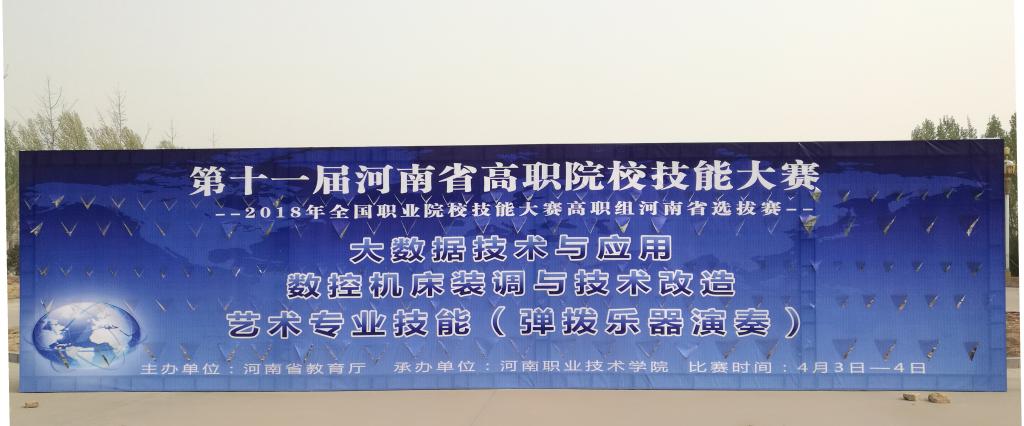 第十一届河南省高职院校技能大赛
--2018年全国职业院校技能大赛高职组河南省选拔赛--
大数据技术与应用
数控机床装调与技术改造
艺术专业技能（弹拨乐器演奏）
主办单位：河南省教育厅 承办单位：河南职业技术学院 比赛时间：4月3日—4日